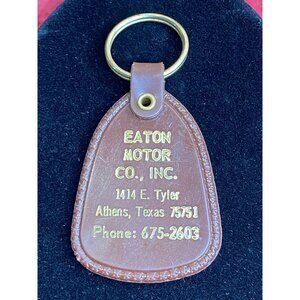 EATON
MOTOR
CO., INC.
1414 E. Tyler
Athens, Texas 75751
Phone: 675-2603